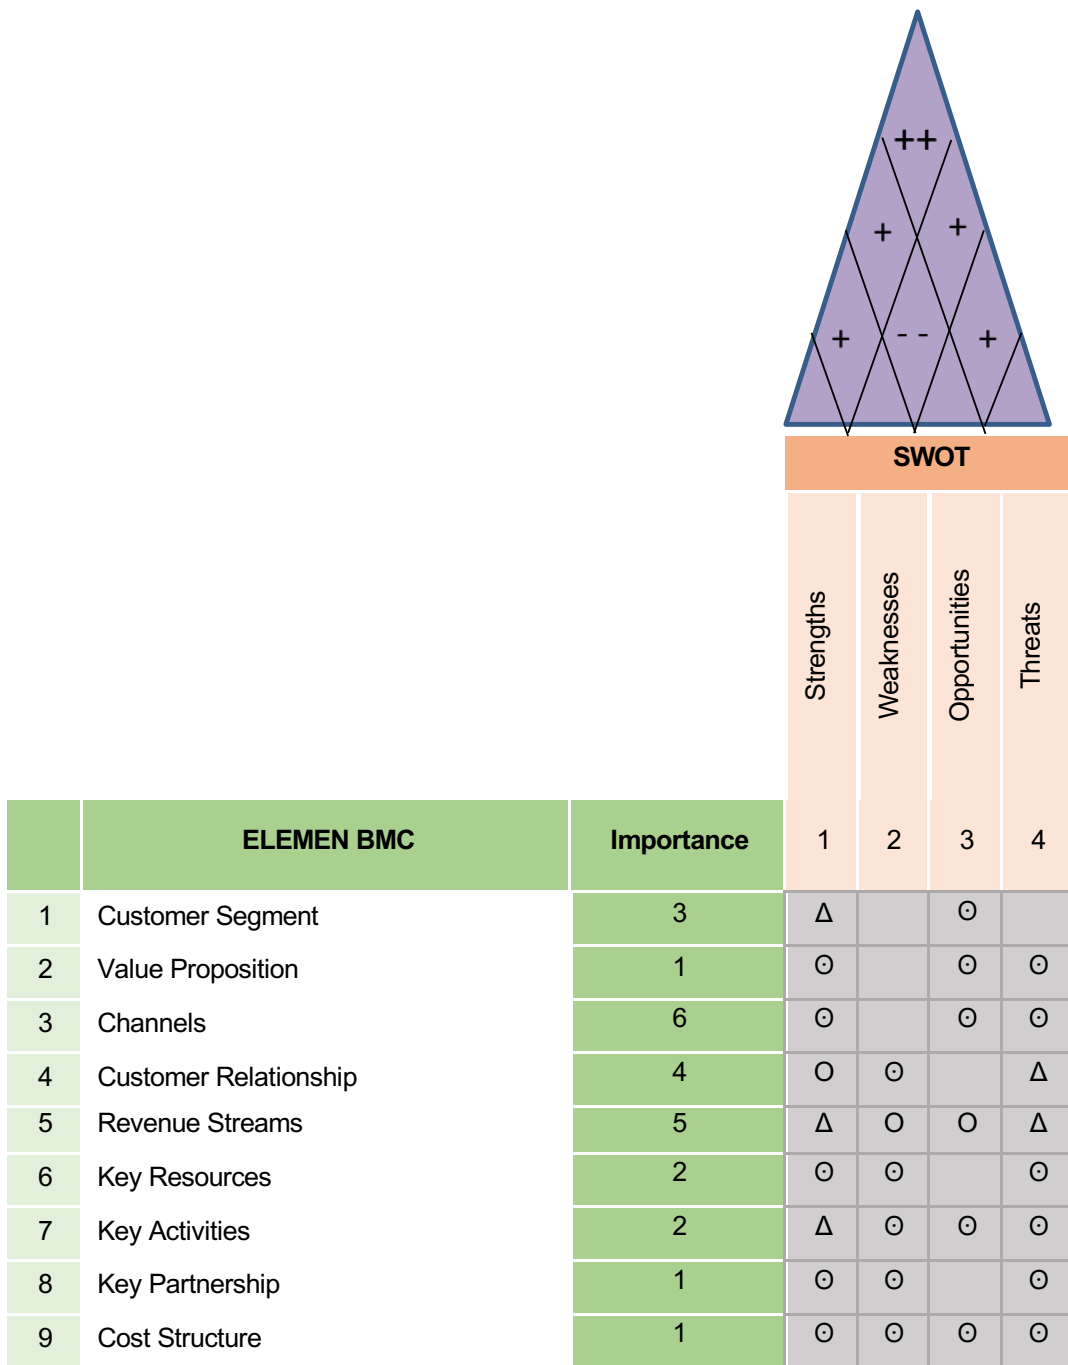 ++
+ +
+ - - +
SWOT
Strengths Weaknesses Opportunities Threats
ELEMEN BMC Importance 1 2 3 4
1 Customer Segment 3 Δ ʘ
2 Value Proposition 1 ʘ ʘ ʘ
3 Channels 6 ʘ ʘ ʘ
4 Customer Relationship 4 O ʘ Δ
5 Revenue Streams 5 Δ O O Δ
6 Key Resources 2 ʘ ʘ ʘ
7 Key Activities 2 Δ ʘ ʘ ʘ
8 Key Partnership 1 ʘ ʘ ʘ
9 Cost Structure 1 ʘ ʘ ʘ ʘ